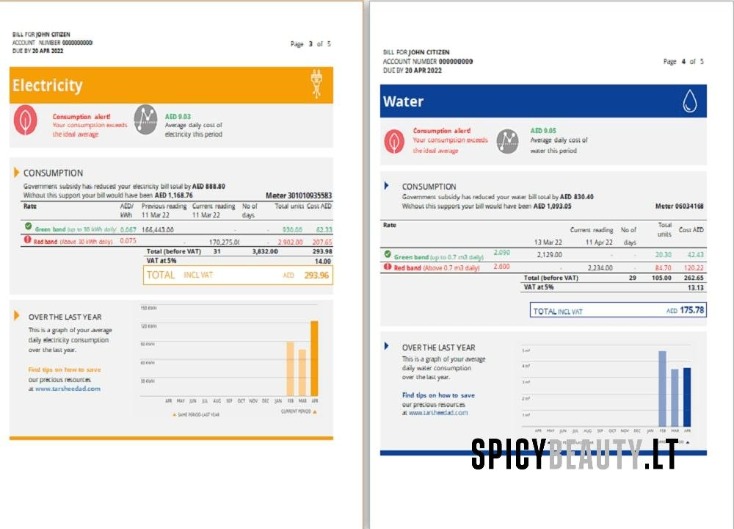 BILL FOR JOHN CITIZEN
ACCOUNT NUMBER 0000000000
DUE BY 20 APR 2022
Page 3 of 5
Electricity
Consumption alert!
Your consumption exceeds
the ideal average
AED 9.03
Average daily cost of
electricity this period
CONSUMPTION
Government subsidy has reduced your electricity bill total by AED 888.80
Without this support your bill would have been AED 1,168.76
Meter 301010935583
Rate AED/kWh Previous reading 11 Mar 22 Current reading 11 Mar 22 No of days Total units Cost AED
Green band (up to 30 kWh daily) 0.067 166,443.00 - - 930.00 62.33
Red band (Above 30 kWh daily) 0.075 170,275.00 - 2 902.00 207.65
Total (before VAT) 31 3,832.00 293.98
VAT at 5% 14.00
TOTAL INCL VAT AED 293.96
OVER THE LAST YEAR
This is a graph of your average
daily electricity consumption
over the last year.
Find tips on how to save
our precious resources
at www.tarsheedad.com
APR MAY JUN JUL AUG SEP OCT NOV DEC JAN FEB MAR APR
SAME PERIOD LAST YEAR
CURRENT PERIOD
BILL FOR JOHN CITIZEN
ACCOUNT NUMBER 000000000
DUE BY 20 APR 2022
Page 4 of 5
Water
Consumption alert!
Your consumption exceeds
the ideal average
AED 9.05
Average daily cost of
water this period
CONSUMPTION
Government subsidy has reduced your water bill total by AED 830.40
Without this support your bill would have been AED 1,093.05
Meter 06034168
Rate 13 Mar 22 Current reading 11 Apr 22 No of days Total units Cost AED
Green band (up to 0.7 m3 daily) 2.090 2,129.00 - - 20.30 42.43
Red band (Above 0.7 m3 daily) 2.600 - 2,234.00 - 84.70 120.22
Total (before VAT) 29 105.00 262.65
VAT at 5% 13.13
TOTAL INCL VAT AED 175.78
OVER THE LAST YEAR
This is a graph of your average
daily water consumption
over the last year.
Find tips on how to save
our precious resources
at www.tarsheedad.com
APR MAY JUN JUL AUG SEP OCT NOV DEC JAN FEB MAR APR
SPICYBEAUTY.LT